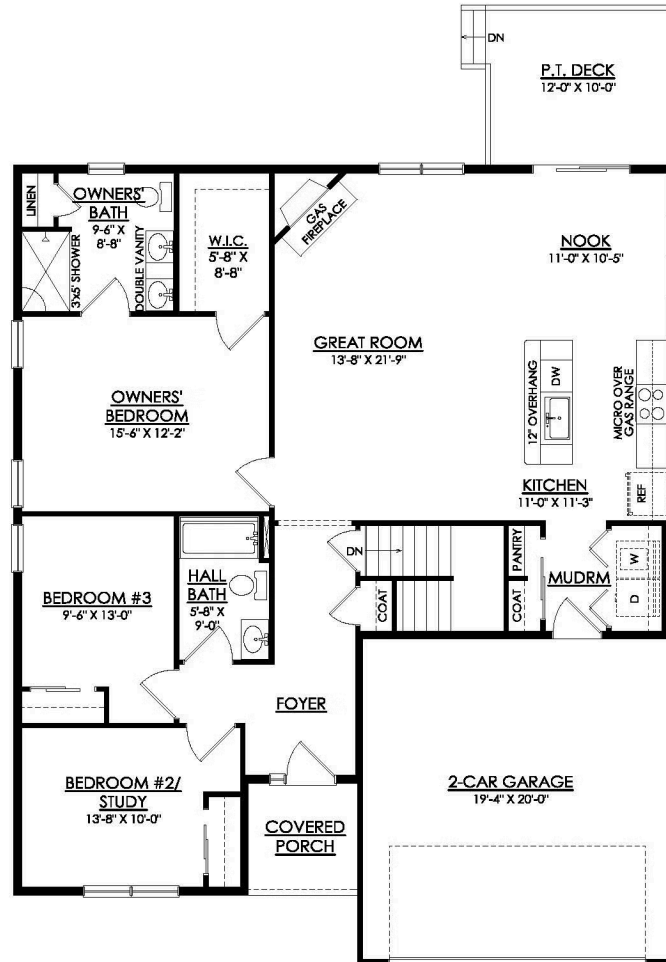 DN
P.T. DECK
12'-0" X 10'-0"
LINEN
OWNERS'
BATH
9'-6" X
8'-8"
3'x5' SHOWER
DOUBLE VANITY
W.I.C.
5'-8" X
8'-8"
GAS
FIREPLACE
NOOK
11'-0" X 10'-5"
GREAT ROOM
13'-8" X 21'-9"
12" OVERHANG
DW
MICRO OVER
GAS RANGE
OWNERS'
BEDROOM
15'-6" X 12'-2"
KITCHEN
11'-0" X 11'-3"
REF
BEDROOM #3
9'-6" X 13'-0"
HALL
BATH
5'-8" X
9'-0"
DN
COAT
PANTRY
COAT
MUDRM
W
D
FOYER
BEDROOM #2/
STUDY
13'-8" X 10'-0"
COVERED
PORCH
2-CAR GARAGE
19'-4" X 20'-0"